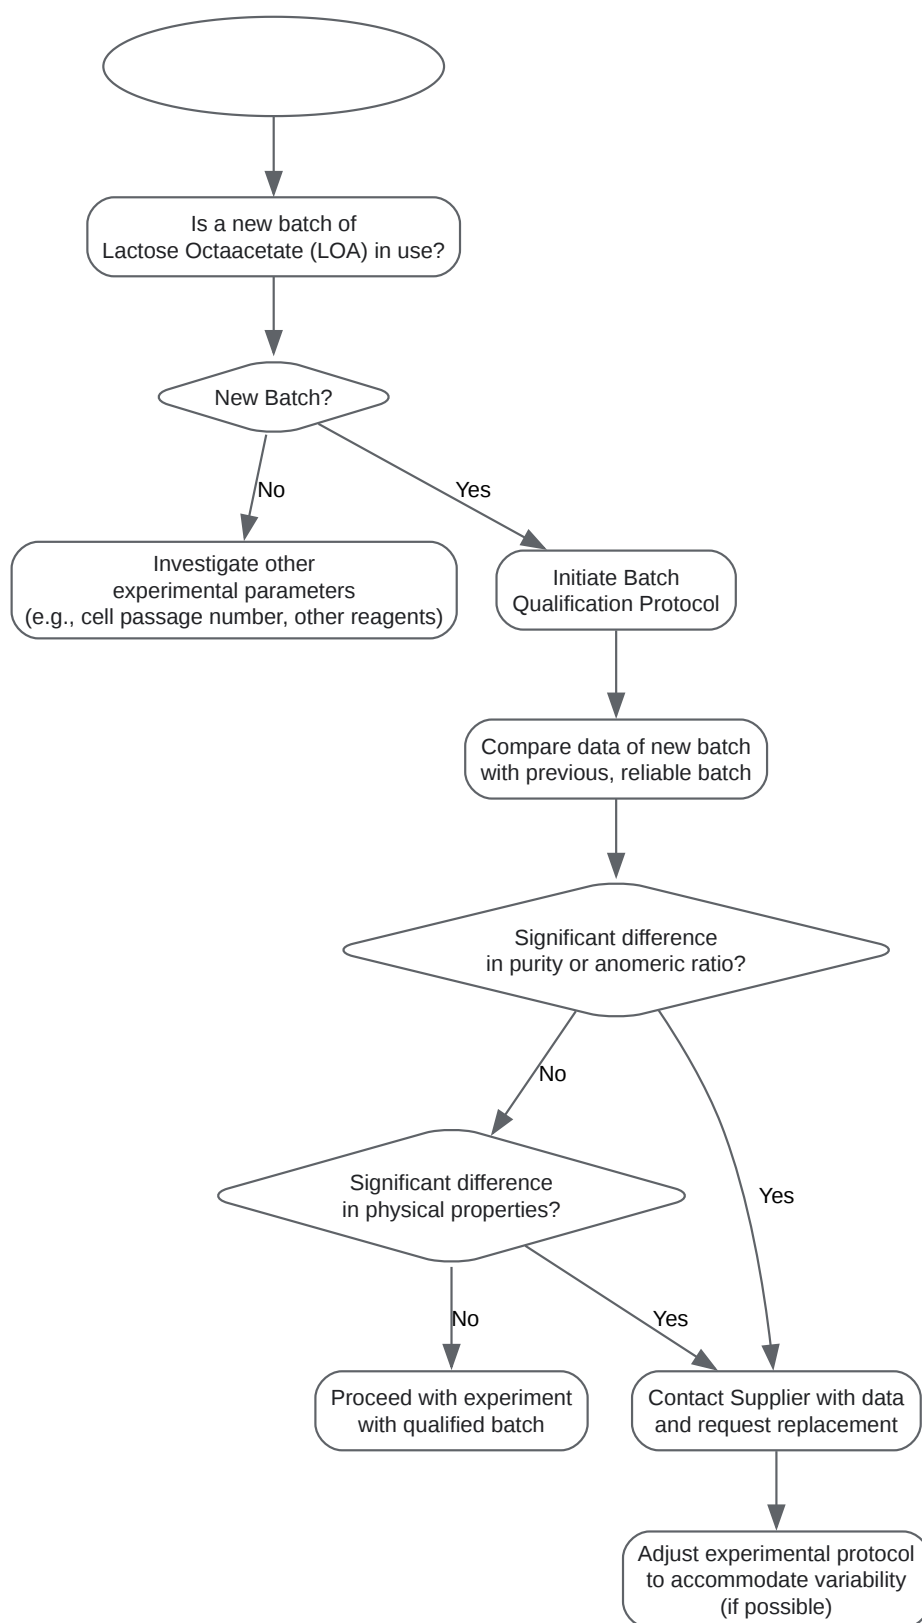 Is a new batch of
Lactose Octaacetate (LOA) in use?
New Batch?
No
Yes
Investigate other
experimental parameters
(e.g., cell passage number, other reagents)
Initiate Batch
Qualification Protocol
Compare data of new batch
with previous, reliable batch
Significant difference
in purity or anomeric ratio?
No
Yes
Significant difference
in physical properties?
No
Yes
Proceed with experiment
with qualified batch
Contact Supplier with data
and request replacement
Adjust experimental protocol
to accommodate variability
(if possible)